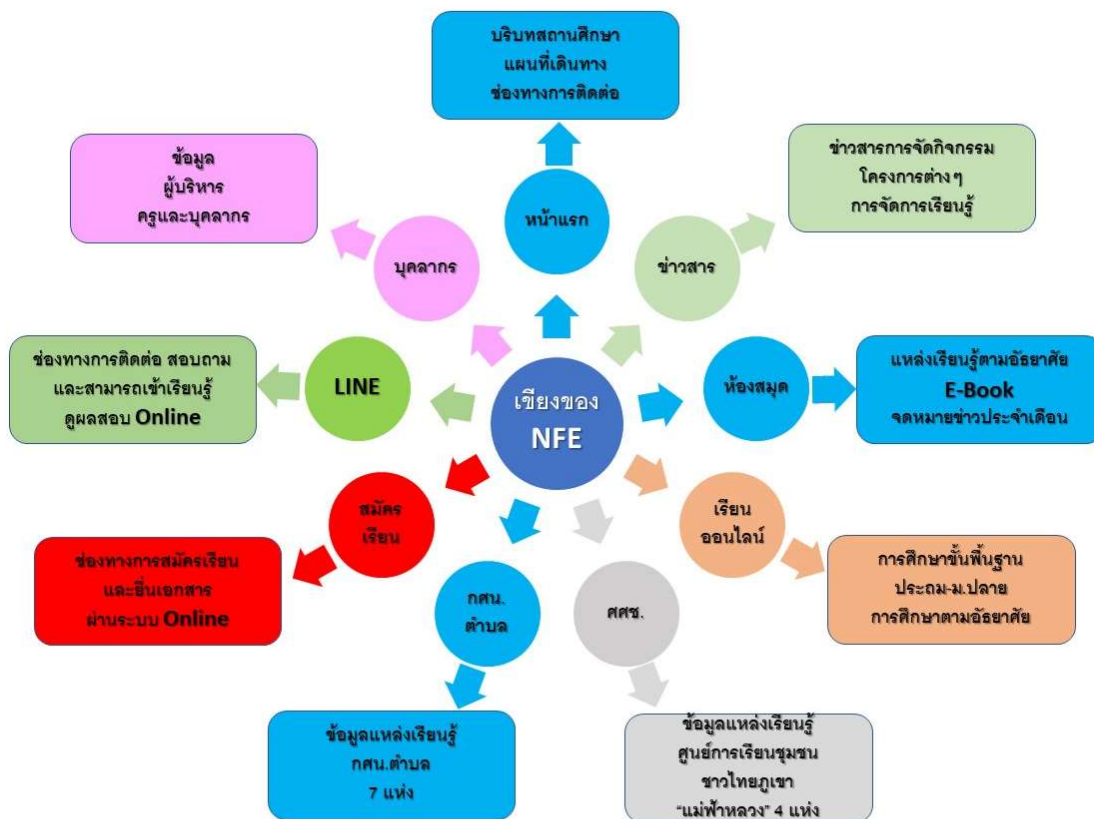 บริบทสถานศึกษา
แผนที่เดินทาง
ช่องทางการติดต่อ
หน้าแรก
ข่าวสารการจัดกิจกรรม
โครงการต่างๆ
การจัดการเรียนรู้
ข่าวสาร
แหล่งเรียนรู้ตามอัธยาศัย
E-Book
จดหมายข่าวประจำเดือน
ห้องสมุด
เรียน
ออนไลน์
การศึกษาขั้นพื้นฐาน
ประถม-ม.ปลาย
การศึกษาตามอัธยาศัย
ศศช.
ข้อมูลแหล่งเรียนรู้
ศูนย์การเรียนชุมชน
ชาวไทยภูเขา
“แม่ฟ้าหลวง” 4 แห่ง
กศน.
ตำบล
ข้อมูลแหล่งเรียนรู้
กศน.ตำบล
7 แห่ง
สมัคร
เรียน
ช่องทางการสมัครเรียน
และยื่นเอกสาร
ผ่านระบบ Online
LINE
ช่องทางการติดต่อ สอบถาม
และสามารถเข้าเรียนรู้
ดูผลสอบ Online
บุคลากร
ข้อมูล
ผู้บริหาร
ครูและบุคลากร
เชียงของ
NFE